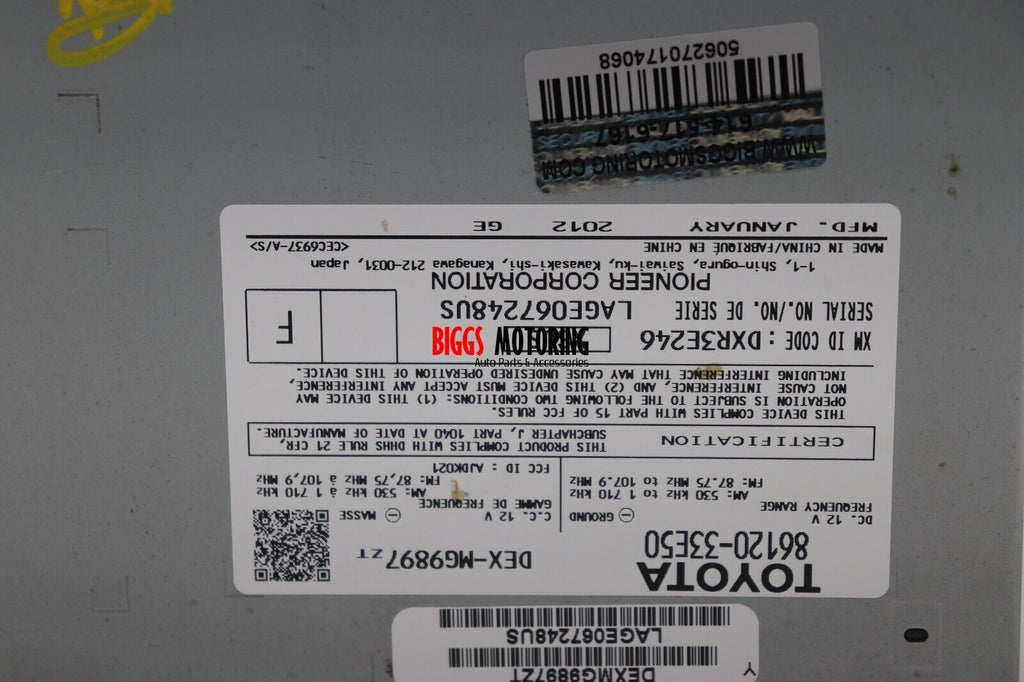 TOYOTA
86120-33E50
DEX-MG9897ZT
DC. 12 V ⊖ GROUND
FREQUENCY RANGE
AM: 530 kHz to 1 710 kHz
FM: 87.75 MHz to 107.9 MHz
C.C. 12 V ⊖ MASSE
GAMME DE FREQUENCE
AM: 530 kHz à 1 710 kHz
FM: 87,75 MHz à 107,9 MHz
FCC ID : AJDK021
CERTIFICATION
THIS PRODUCT COMPLIES WITH DHHS RULE 21 CFR,
SUBCHAPTER J, PART 1040 AT DATE OF MANUFACTURE.
THIS DEVICE COMPLIES WITH PART 15 OF FCC RULES.
OPERATION IS SUBJECT TO THE FOLLOWING TWO CONDITIONS: (1) THIS DEVICE MAY
NOT CAUSE INTERFERENCE, AND (2) THIS DEVICE MUST ACCEPT ANY INTERFERENCE,
INCLUDING INTERFERENCE THAT MAY CAUSE UNDESIRED OPERATION OF THIS DEVICE.
XM ID CODE : DXR3E246
F
BIGGS MOTORING
Auto Parts & Accessories
SERIAL NO./NO. DE SERIE LAGE067248US
PIONEER CORPORATION
1-1, Shin-ogura, Saiwai-ku, Kawasaki-shi, Kanagawa 212-0031, Japan
MADE IN CHINA/FABRIQUÉ EN CHINE <CEC6937-A/S>
MFD. JANUARY 2012 GE
WWW.BIGGSMOTORING.COM
614-517-6167
506270174068
Y DEXMG9897ZT
LAGE067248US